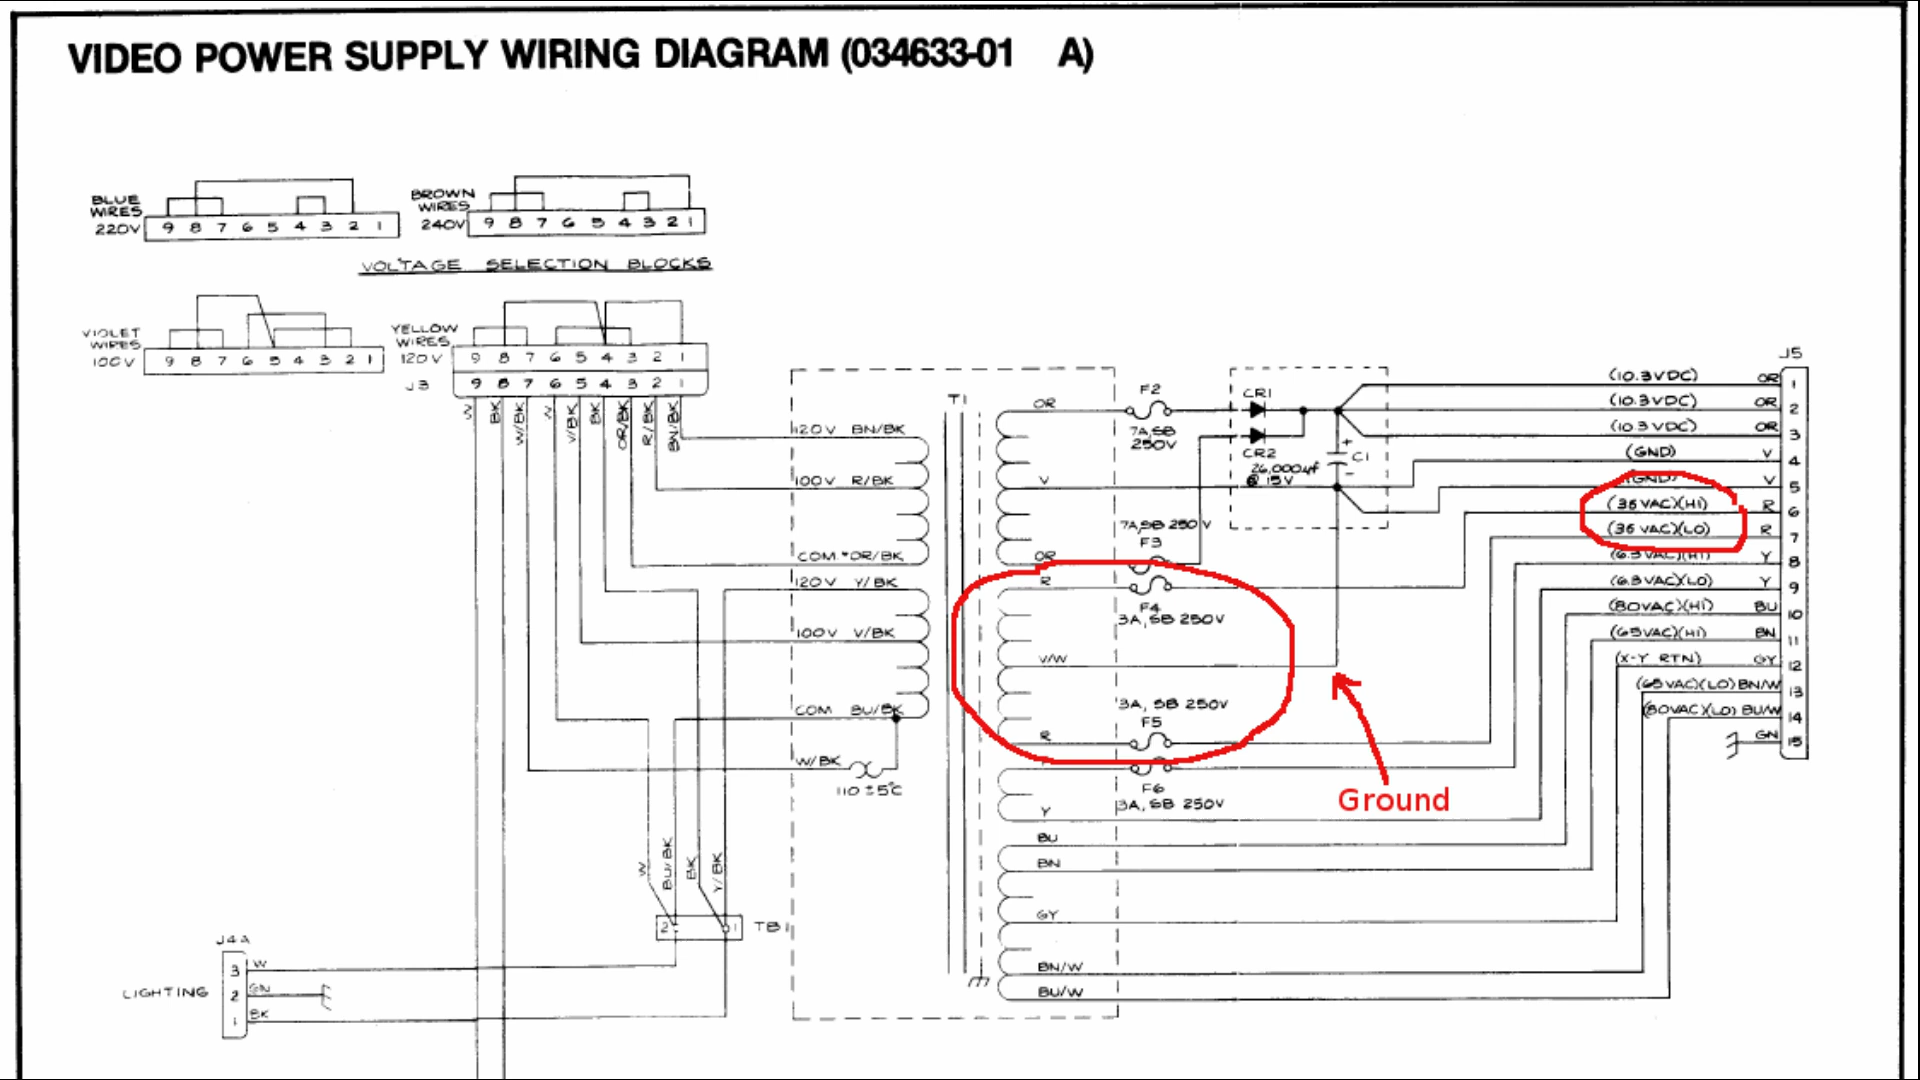 VIDEO POWER SUPPLY WIRING DIAGRAM (034633-01 A)
BLUE WIRES 220V
9 8 7 6 5 4 3 2 1
BROWN WIRES 240V
9 8 7 6 5 4 3 2 1
VOLTAGE SELECTION BLOCKS
VIOLET WIRES 100V
9 8 7 6 5 4 3 2 1
YELLOW WIRES 120V
9 8 7 6 5 4 3 2 1
J3
9 8 7 6 5 4 3 2 1
W BK W/BK W V/BK BK OR/BK R/BK BN/BK
120V BN/BK
100V R/BK
COM OR/BK
120V Y/BK
100V V/BK
COM BU/BK
W/BK
110 ±5°C
W BU/BK BK Y/BK
2 1 TB1
J4A
LIGHTING
3 W
2 GN
1 BK
T1
OR
V
OR
R
V/W
R
Y
BU
BN
GY
BN/W
BU/W
F2
7A,SB
250V
7A,SB 250V
F3
F4
3A,SB 250V
3A, SB 250V
F5
F6
3A, SB 250V
CR1
CR2
26,000µf
@ 15V
+
C1
-
Ground
J5
(10.3VDC) OR 1
(10.3VDC) OR 2
(10.3VDC) OR 3
(GND) V 4
(GND) V 5
(36VAC)(HI) R 6
(36 VAC)(LO) R 7
(6.3VAC)(HI) Y 8
(6.3VAC)(LO) Y 9
(80VAC)(HI) BU 10
(65VAC)(HI) BN 11
(X-Y RTN) GY 12
(65VAC)(LO) BN/W 13
(80VAC)(LO) BU/W 14
GN 15